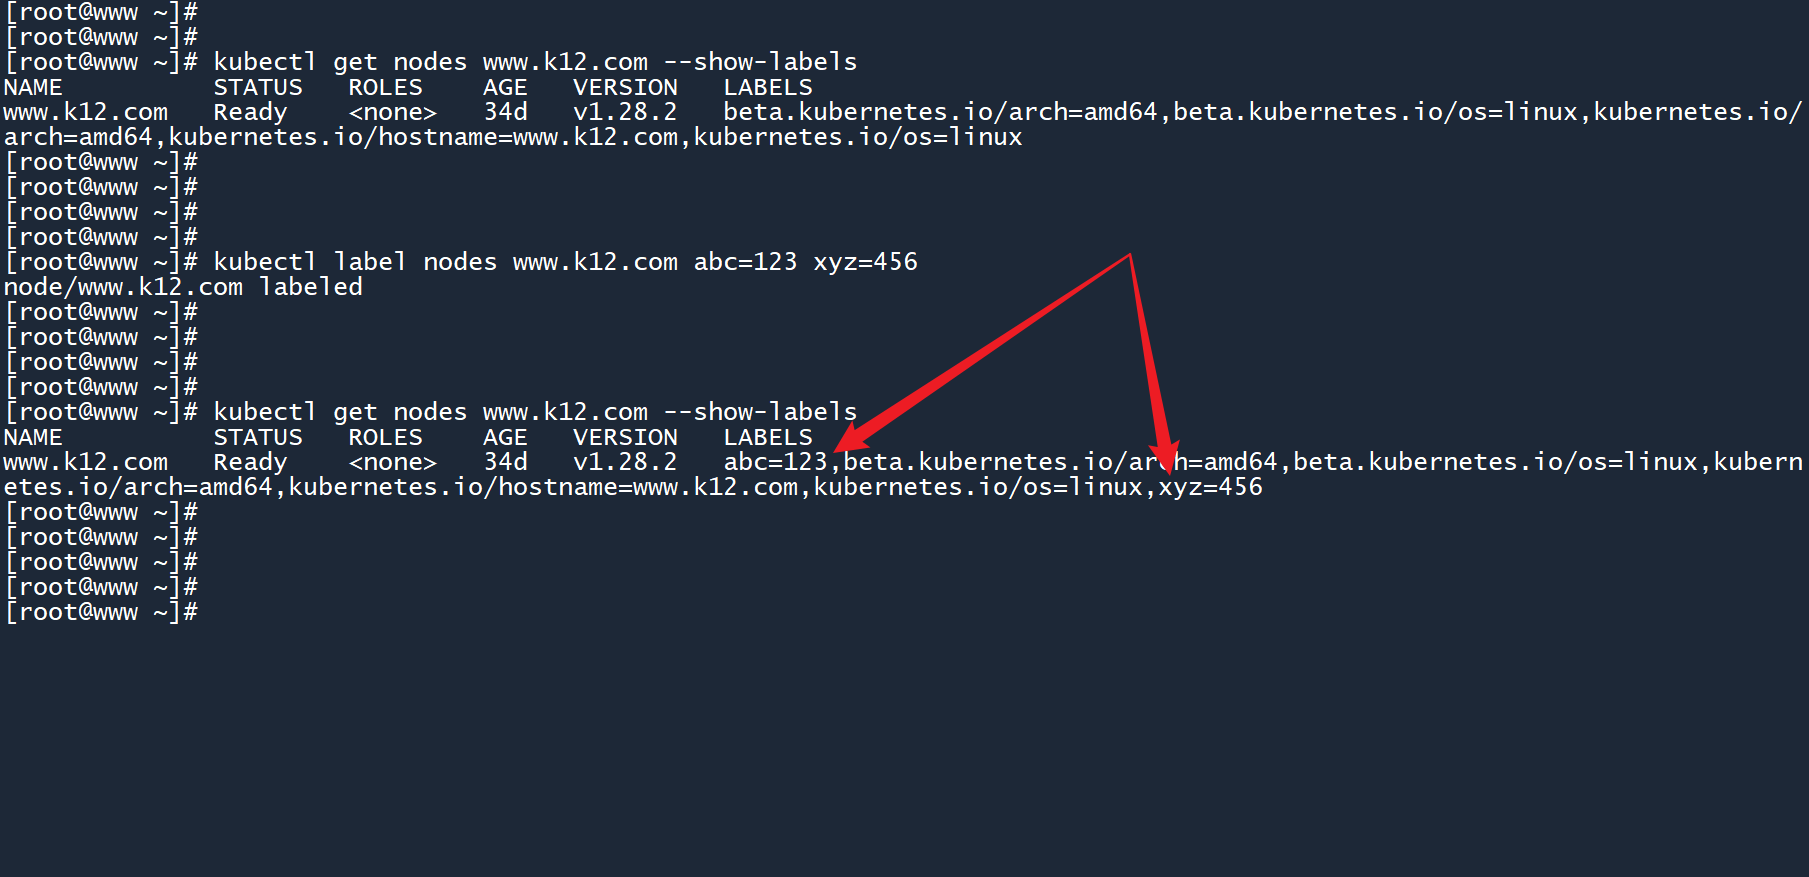 [root@www ~]#
[root@www ~]#
[root@www ~]# kubectl get nodes www.k12.com --show-labels
NAME          STATUS   ROLES    AGE   VERSION   LABELS
www.k12.com   Ready    <none>   34d   v1.28.2   beta.kubernetes.io/arch=amd64,beta.kubernetes.io/os=linux,kubernetes.io/
arch=amd64,kubernetes.io/hostname=www.k12.com,kubernetes.io/os=linux
[root@www ~]#
[root@www ~]#
[root@www ~]#
[root@www ~]#
[root@www ~]# kubectl label nodes www.k12.com abc=123 xyz=456
node/www.k12.com labeled
[root@www ~]#
[root@www ~]#
[root@www ~]#
[root@www ~]#
[root@www ~]# kubectl get nodes www.k12.com --show-labels
NAME          STATUS   ROLES    AGE   VERSION   LABELS
www.k12.com   Ready    <none>   34d   v1.28.2   abc=123,beta.kubernetes.io/arch=amd64,beta.kubernetes.io/os=linux,kubern
etes.io/arch=amd64,kubernetes.io/hostname=www.k12.com,kubernetes.io/os=linux,xyz=456
[root@www ~]#
[root@www ~]#
[root@www ~]#
[root@www ~]#
[root@www ~]#